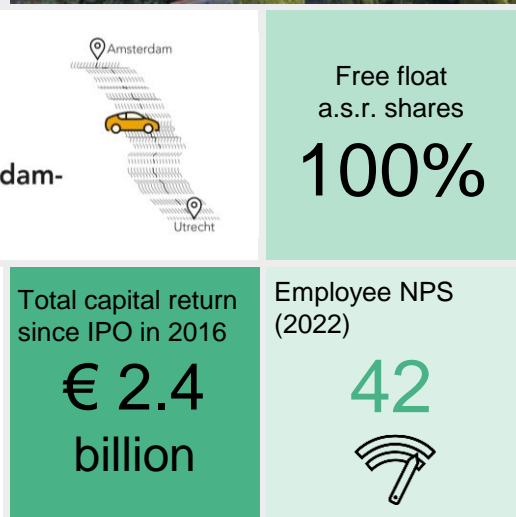 Amsterdam
dam-
Utrecht
Free float
a.s.r. shares
100%
Total capital return
since IPO in 2016
€ 2.4
billion
Employee NPS
(2022)
42